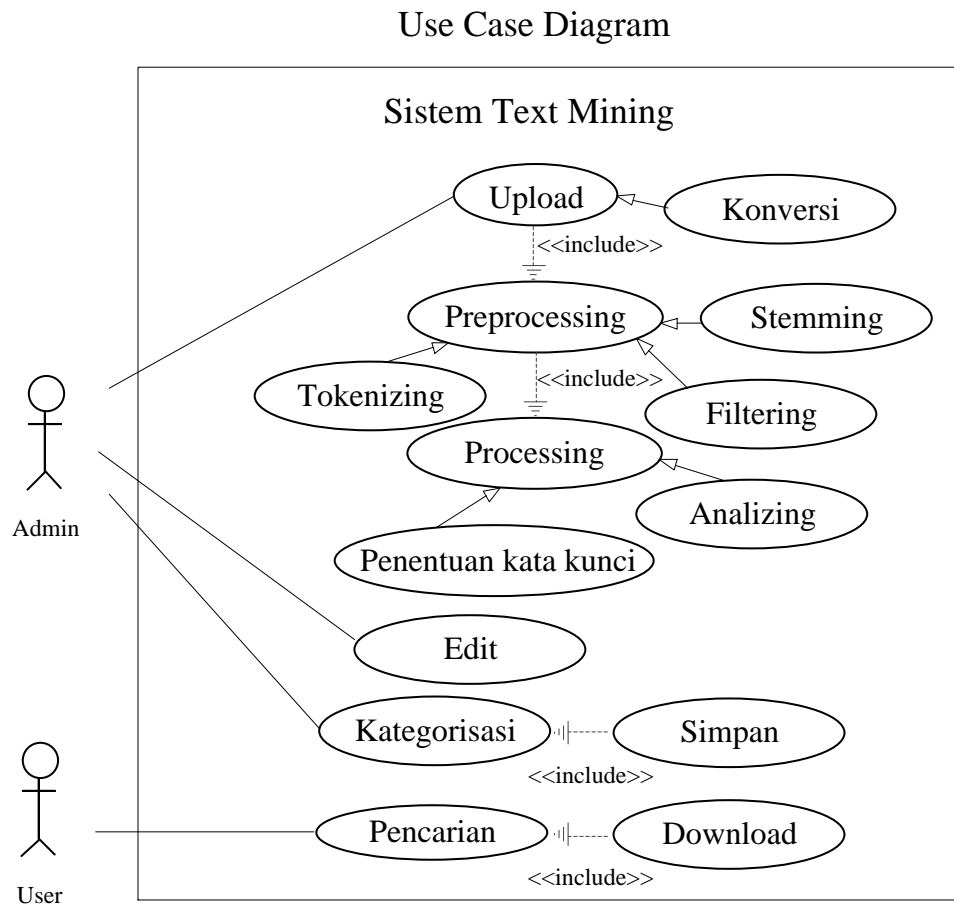 Use Case Diagram
Sistem Text Mining
Upload
Konversi
<<include>>
Preprocessing
Stemming
<<include>>
Tokenizing
Filtering
Processing
Analizing
Admin
Penentuan kata kunci
Edit
Kategorisasi
Simpan
<<include>>
Pencarian
Download
<<include>>
User